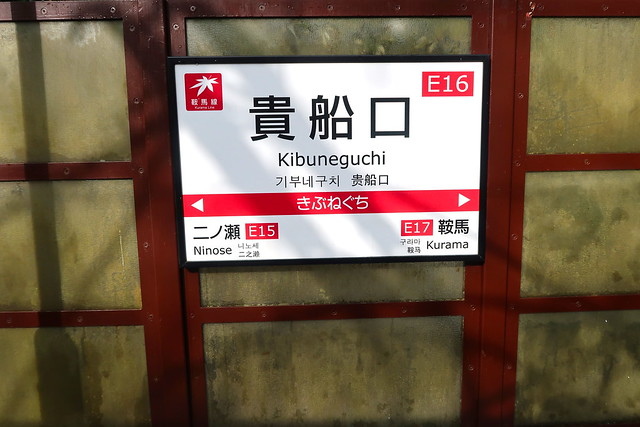 鞍馬線
Kurama Line
E16
貴船口
Kibuneguchi
기부네구치 贵船口
きぶねぐち
二ノ瀬 E15
Ninose 니노세 二之濑
E17 鞍馬
구라마 鞍马 Kurama